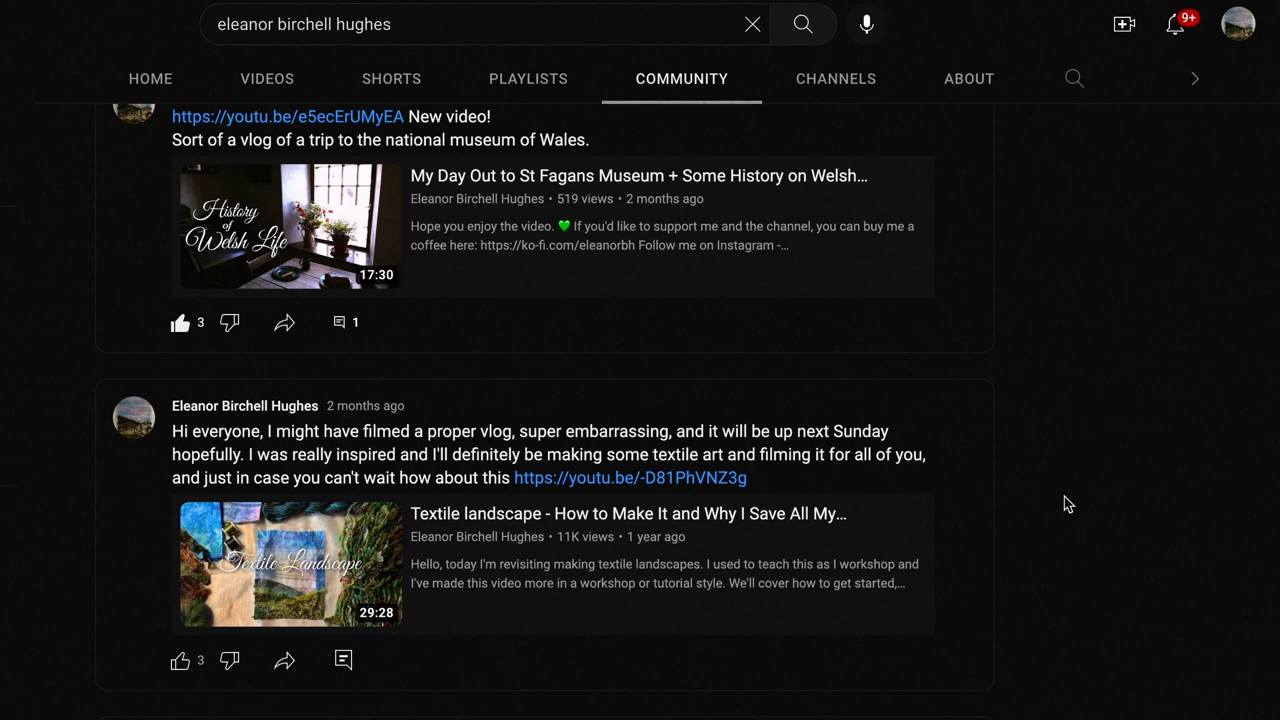 eleanor birchell hughes
9+
HOME VIDEOS SHORTS PLAYLISTS COMMUNITY CHANNELS ABOUT
https://youtu.be/e5ecErUMyEA New video!
Sort of a vlog of a trip to the national museum of Wales.
My Day Out to St Fagans Museum + Some History on Welsh...
Eleanor Birchell Hughes • 519 views • 2 months ago
Hope you enjoy the video. 💚 If you'd like to support me and the channel, you can buy me a
coffee here: https://ko-fi.com/eleanorbh Follow me on Instagram -...
History
of
Welsh Life
17:30
3
1
Eleanor Birchell Hughes 2 months ago
Hi everyone, I might have filmed a proper vlog, super embarrassing, and it will be up next Sunday
hopefully. I was really inspired and I'll definitely be making some textile art and filming it for all of you,
and just in case you can't wait how about this https://youtu.be/-D81PhVNZ3g
Textile landscape - How to Make It and Why I Save All My...
Eleanor Birchell Hughes • 11K views • 1 year ago
Hello, today I'm revisiting making textile landscapes. I used to teach this as I workshop and
I've made this video more in a workshop or tutorial style. We'll cover how to get started,...
Textile Landscape
29:28
3